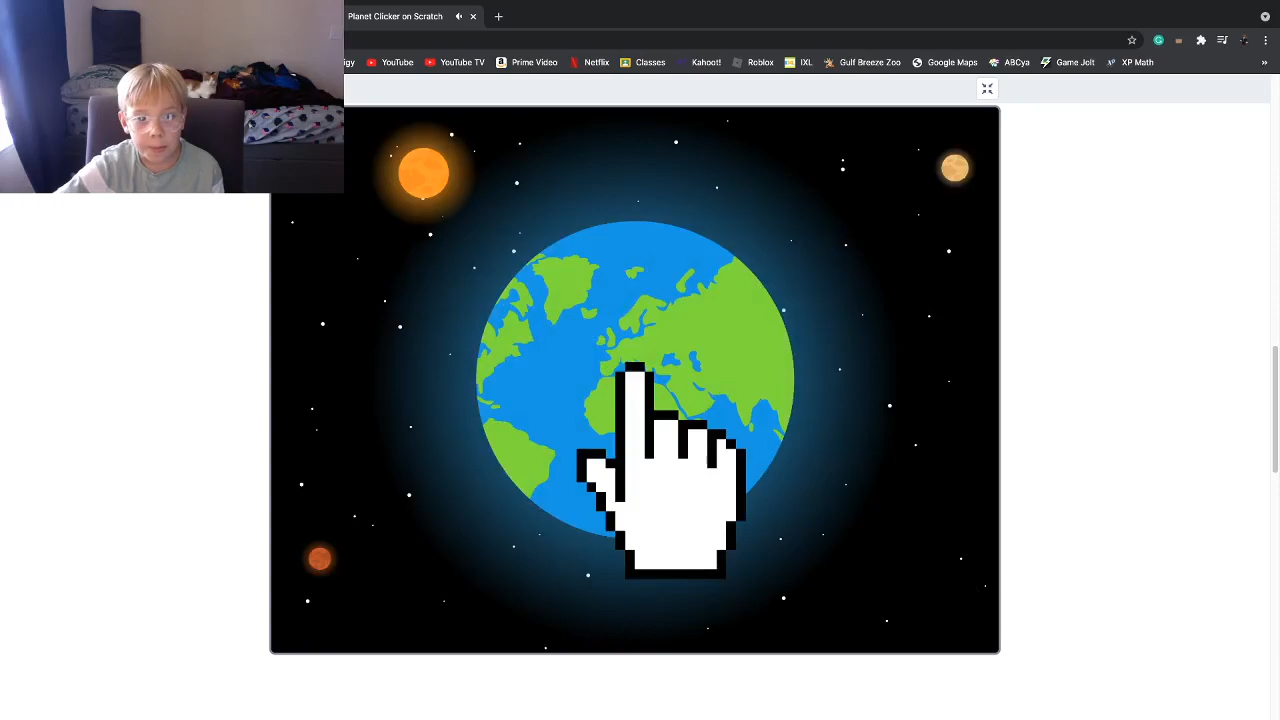 Planet Clicker on Scratch
igy YouTube YouTube TV Prime Video Netflix Classes Kahoot! Roblox IXL Gulf Breeze Zoo Google Maps ABCya Game Jolt XP Math »